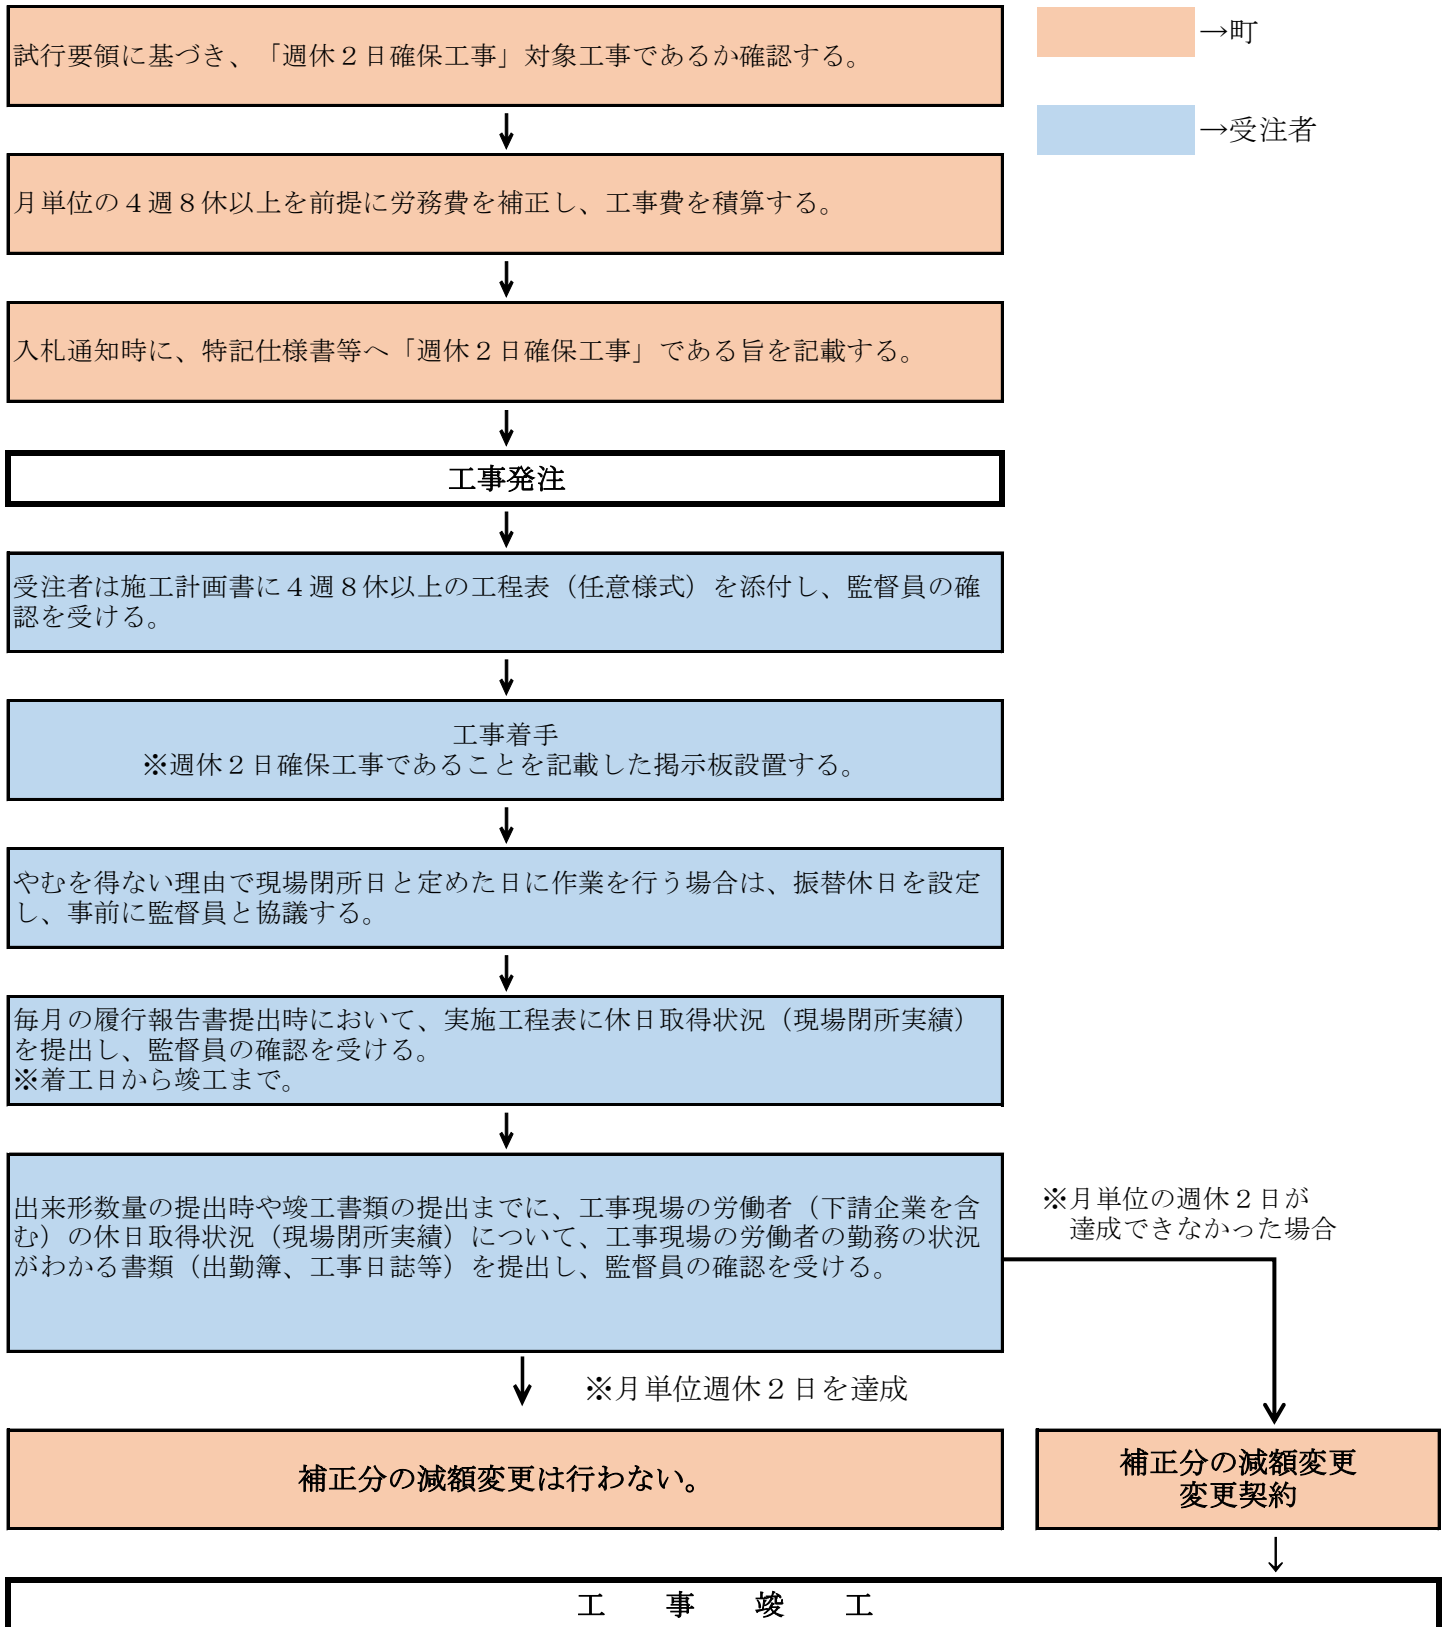 試行要領に基づき、「週休２日確保工事」対象工事であるか確認する。
→町
→受注者
月単位の４週８休以上を前提に労務費を補正し、工事費を積算する。
入札通知時に、特記仕様書等へ「週休２日確保工事」である旨を記載する。
工事発注
受注者は施工計画書に４週８休以上の工程表（任意様式）を添付し、監督員の確
認を受ける。
工事着手
※週休２日確保工事であることを記載した掲示板設置する。
やむを得ない理由で現場閉所日と定めた日に作業を行う場合は、振替休日を設定
し、事前に監督員と協議する。
毎月の履行報告書提出時において、実施工程表に休日取得状況（現場閉所実績）
を提出し、監督員の確認を受ける。
※着工日から竣工まで。
出来形数量の提出時や竣工書類の提出までに、工事現場の労働者（下請企業を含
む）の休日取得状況（現場閉所実績）について、工事現場の労働者の勤務の状況
がわかる書類（出勤簿、工事日誌等）を提出し、監督員の確認を受ける。
※月単位の週休２日が
達成できなかった場合
※月単位週休２日を達成
補正分の減額変更は行わない。
補正分の減額変更
変更契約
工　事　竣　工